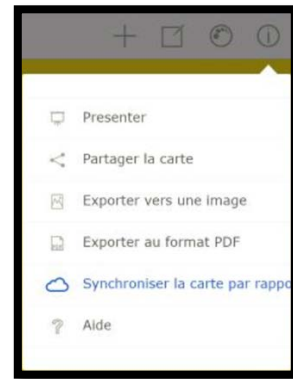 Presenter
Partager la carte
Exporter vers une image
Exporter au format PDF
Synchroniser la carte par rappo
Aide